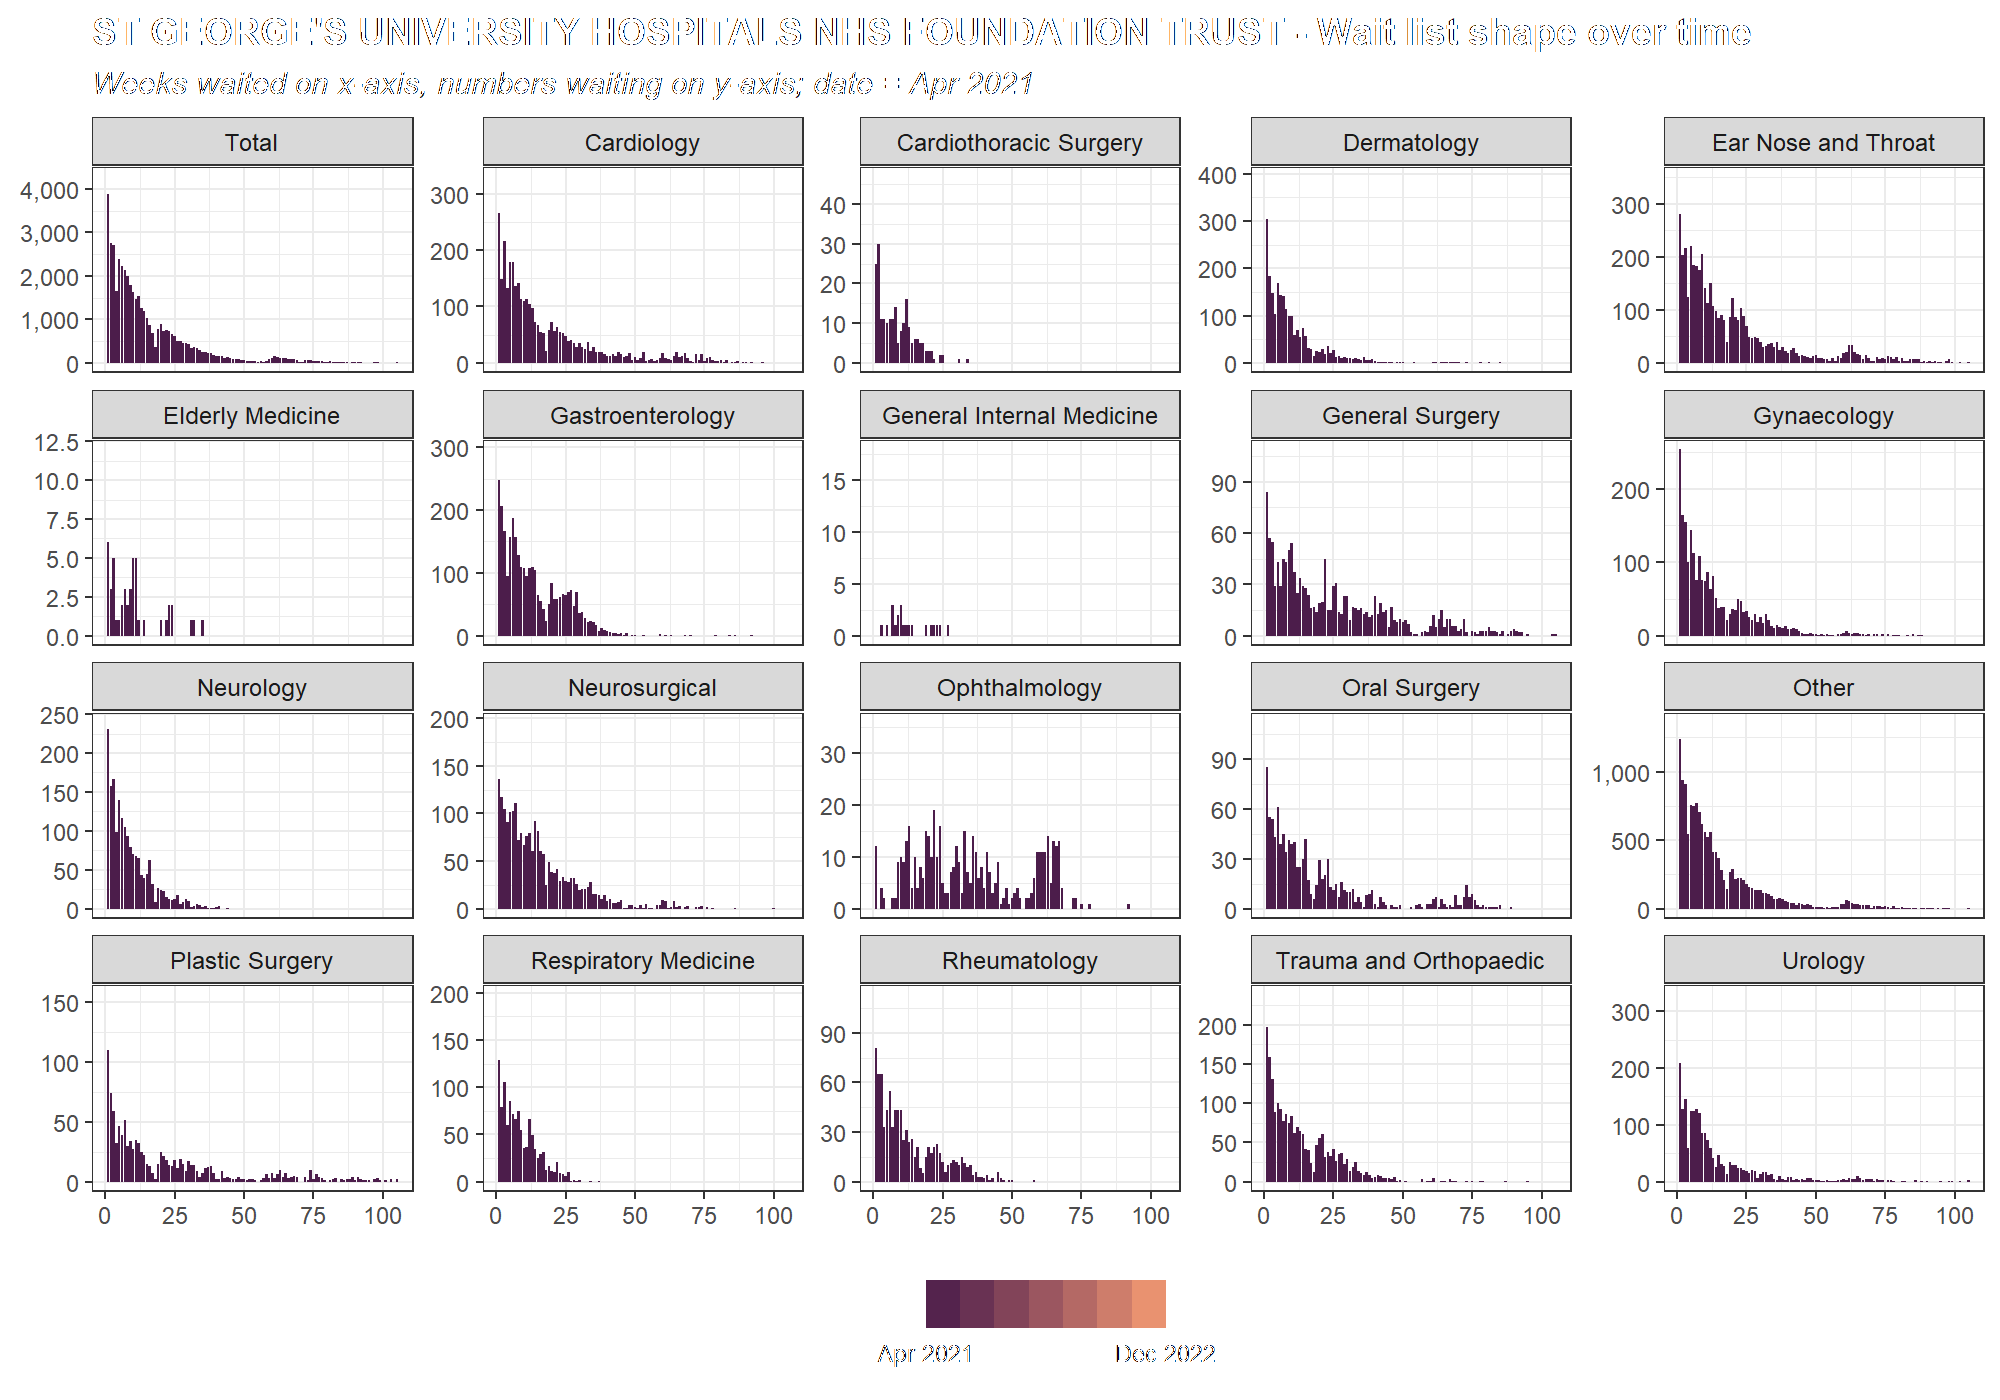 ST GEORGE'S UNIVERSITY HOSPITALS NHS FOUNDATION TRUST - Wait list shape over time
Weeks waited on x-axis, numbers waiting on y-axis; date = Apr 2021
Total Cardiology Cardiothoracic Surgery Dermatology Ear Nose and Throat
4,000 3,000 2,000 1,000 0
300 200 100 0
40 30 20 10 0
400 300 200 100 0
300 200 100 0
Elderly Medicine Gastroenterology General Internal Medicine General Surgery Gynaecology
12.5 10.0 7.5 5.0 2.5 0.0
300 200 100 0
15 10 5 0
90 60 30 0
200 100 0
Neurology Neurosurgical Ophthalmology Oral Surgery Other
250 200 150 100 50 0
200 150 100 50 0
30 20 10 0
90 60 30 0
1,000 500 0
Plastic Surgery Respiratory Medicine Rheumatology Trauma and Orthopaedic Urology
150 100 50 0
200 150 100 50 0
90 60 30 0
200 150 100 50 0
300 200 100 0
0 25 50 75 100 0 25 50 75 100 0 25 50 75 100 0 25 50 75 100 0 25 50 75 100
Apr 2021 Dec 2022